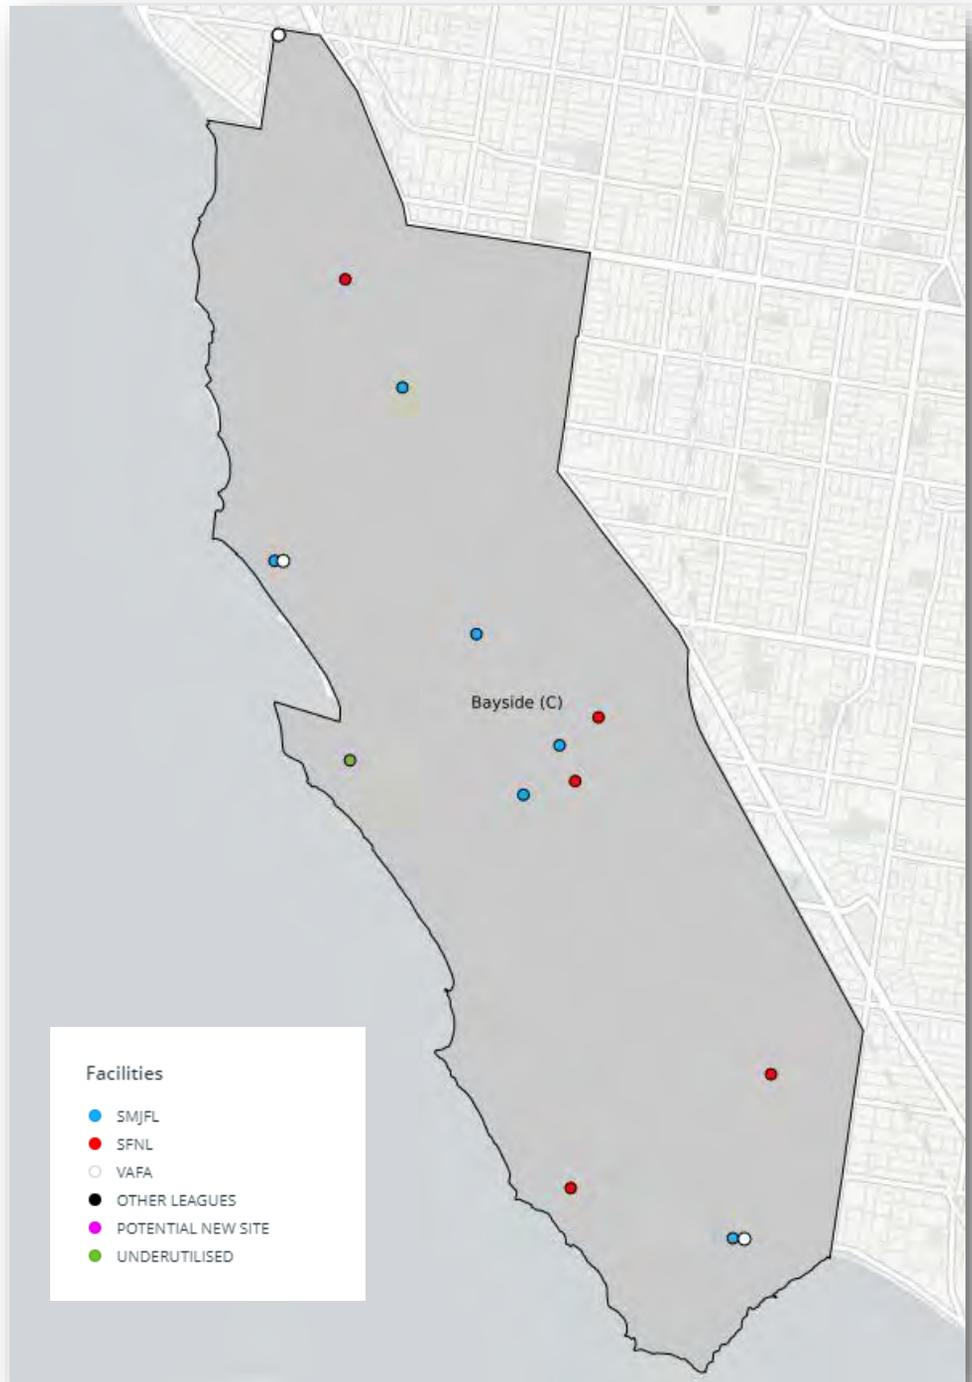 Bayside (C)
Facilities
SMJFL
SFNL
VAFA
OTHER LEAGUES
POTENTIAL NEW SITE
UNDERUTILISED